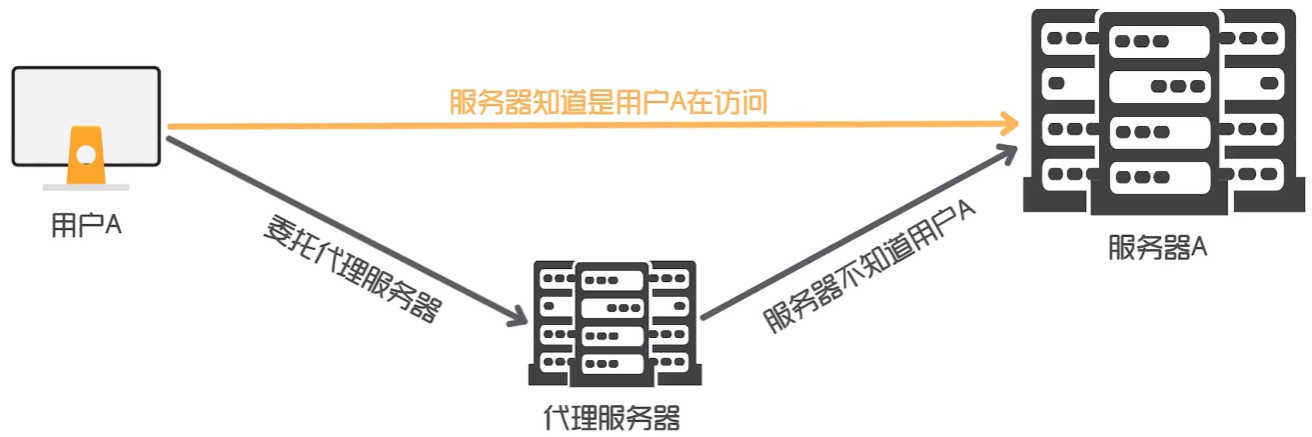 服务器知道是用户A在访问
用户A
委托代理服务器
服务器不知道用户A
服务器A
代理服务器